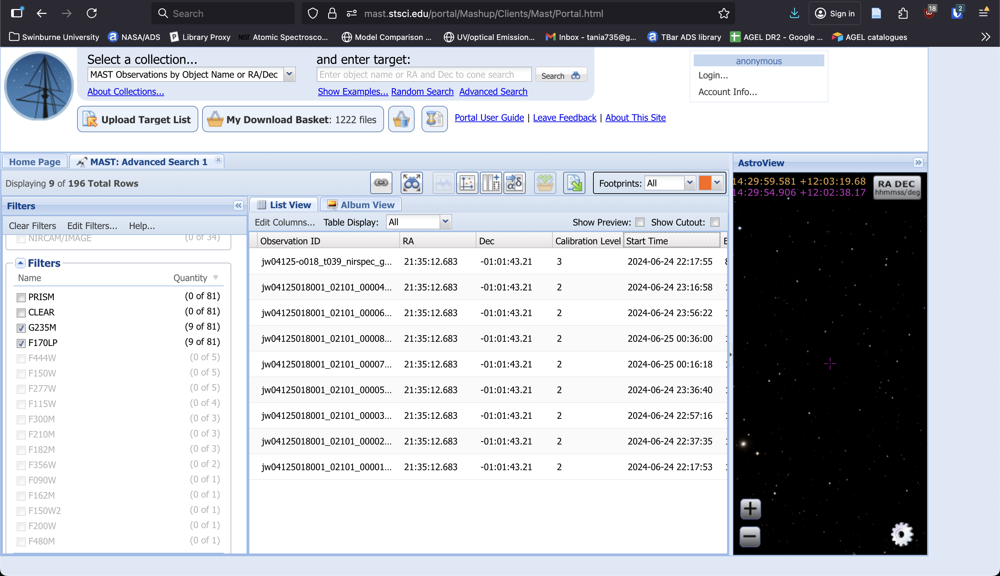 Search
mast.stsci.edu/portal/Mashup/Clients/Mast/Portal.html
Sign in
18
2
Swinburne University
NASA/ADS
Library Proxy
NIST Atomic Spectrosco...
Model Comparison ...
UV/optical Emission...
Inbox - tania735@g...
TBar ADS library
AGEL DR2 - Google ...
AGEL catalogues
Select a collection...
and enter target:
MAST Observations by Object Name or RA/Dec
Enter object name or RA and Dec to cone search
Search
About Collections...
Show Examples... Random Search Advanced Search
anonymous
Login...
Account Info...
Upload Target List
My Download Basket: 1222 files
Portal User Guide | Leave Feedback | About This Site
Home Page
MAST: Advanced Search 1
AstroView
Displaying 9 of 196 Total Rows
Footprints: All
14:29:59.581 +12:03:19.68
14:29:54.906 +12:02:38.17
RA DEC
hhmmss/deg
Filters
List View
Album View
Clear Filters Edit Filters... Help...
Edit Columns... Table Display: All Show Preview: Show Cutout:
NIRCAM/IMAGE (0 of 34)
Filters
Name Quantity
PRISM (0 of 81)
CLEAR (0 of 81)
G235M (9 of 81)
F170LP (9 of 81)
F444W (0 of 5)
F150W (0 of 5)
F277W (0 of 5)
F115W (0 of 4)
F300M (0 of 3)
F210M (0 of 3)
F182M (0 of 3)
F356W (0 of 2)
F090W (0 of 1)
F162M (0 of 1)
F150W2 (0 of 1)
F200W (0 of 1)
F480M (0 of 1)
Observation ID RA Dec Calibration Level Start Time
jw04125-o018_t039_nirspec_g... 21:35:12.683 -01:01:43.21 3 2024-06-24 22:17:55
jw04125018001_02101_00004... 21:35:12.683 -01:01:43.21 2 2024-06-24 23:16:58
jw04125018001_02101_00006... 21:35:12.683 -01:01:43.21 2 2024-06-24 23:56:22
jw04125018001_02101_00008... 21:35:12.683 -01:01:43.21 2 2024-06-25 00:36:00
jw04125018001_02101_00007... 21:35:12.683 -01:01:43.21 2 2024-06-25 00:16:18
jw04125018001_02101_00005... 21:35:12.683 -01:01:43.21 2 2024-06-24 23:36:40
jw04125018001_02101_00003... 21:35:12.683 -01:01:43.21 2 2024-06-24 22:57:16
jw04125018001_02101_00002... 21:35:12.683 -01:01:43.21 2 2024-06-24 22:37:35
jw04125018001_02101_00001... 21:35:12.683 -01:01:43.21 2 2024-06-24 22:17:53